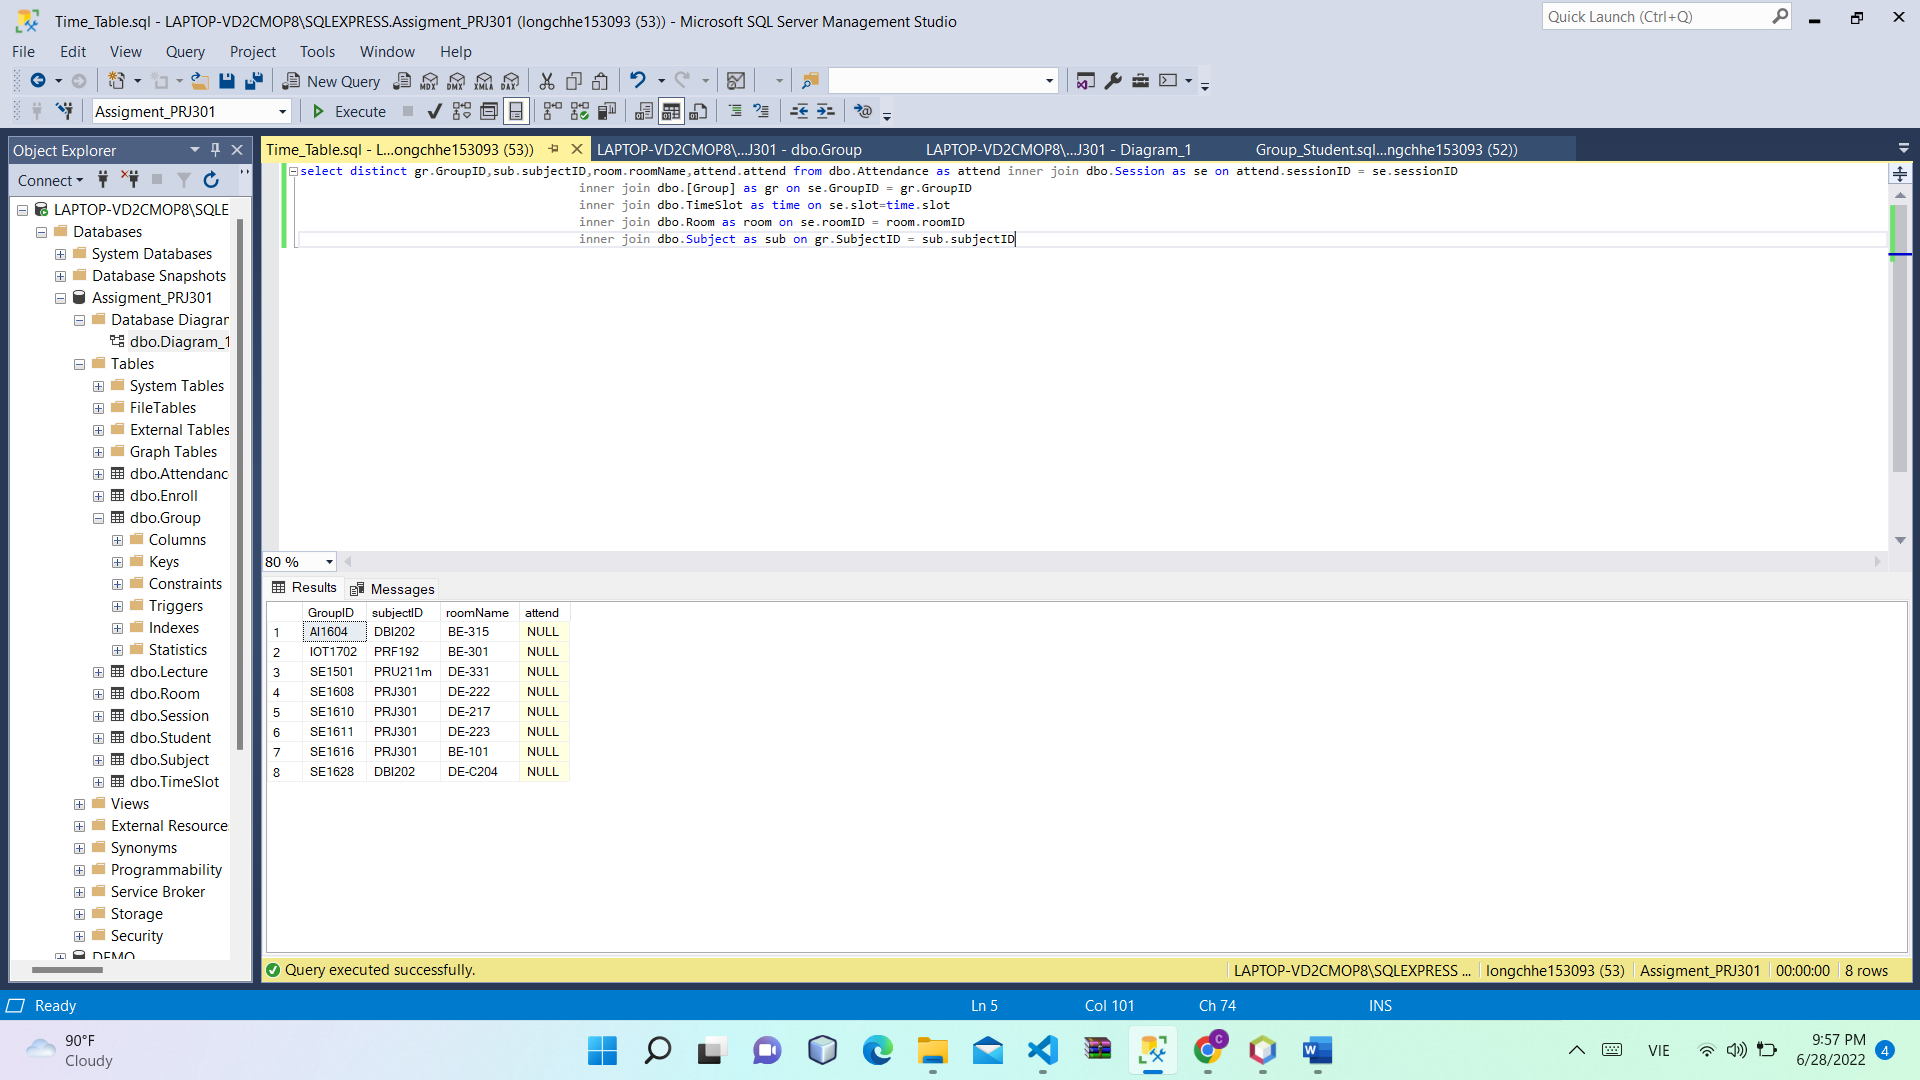 Time_Table.sql - LAPTOP-VD2CMOP8\SQLEXPRESS.Assigment_PRJ301 (longchhe153093 (53)) - Microsoft SQL Server Management Studio
Quick Launch (Ctrl+Q)
File Edit View Query Project Tools Window Help
New Query
MDX DMX XMLA DAX
Assigment_PRJ301
Execute
Object Explorer
Connect
LAPTOP-VD2CMOP8\SQLE
Databases
System Databases
Database Snapshots
Assigment_PRJ301
Database Diagran
dbo.Diagram_1
Tables
System Tables
FileTables
External Tables
Graph Tables
dbo.Attendanc
dbo.Enroll
dbo.Group
Columns
Keys
Constraints
Triggers
Indexes
Statistics
dbo.Lecture
dbo.Room
dbo.Session
dbo.Student
dbo.Subject
dbo.TimeSlot
Views
External Resource
Synonyms
Programmability
Service Broker
Storage
Security
DEMO
Time_Table.sql - L...ongchhe153093 (53)) LAPTOP-VD2CMOP8\...J301 - dbo.Group LAPTOP-VD2CMOP8\...J301 - Diagram_1 Group_Student.sql...ngchhe153093 (52))
select distinct gr.GroupID,sub.subjectID,room.roomName,attend.attend from dbo.Attendance as attend inner join dbo.Session as se on attend.sessionID = se.sessionID
inner join dbo.[Group] as gr on se.GroupID = gr.GroupID
inner join dbo.TimeSlot as time on se.slot=time.slot
inner join dbo.Room as room on se.roomID = room.roomID
inner join dbo.Subject as sub on gr.SubjectID = sub.subjectID
80 %
Results Messages
GroupID subjectID roomName attend
1 AI1604 DBI202 BE-315 NULL
2 IOT1702 PRF192 BE-301 NULL
3 SE1501 PRU211m DE-331 NULL
4 SE1608 PRJ301 DE-222 NULL
5 SE1610 PRJ301 DE-217 NULL
6 SE1611 PRJ301 DE-223 NULL
7 SE1616 PRJ301 BE-101 NULL
8 SE1628 DBI202 DE-C204 NULL
Query executed successfully.
LAPTOP-VD2CMOP8\SQLEXPRESS ... longchhe153093 (53) Assigment_PRJ301 00:00:00 8 rows
Ready Ln 5 Col 101 Ch 74 INS
90°F
Cloudy
C
W
VIE
9:57 PM
6/28/2022
4